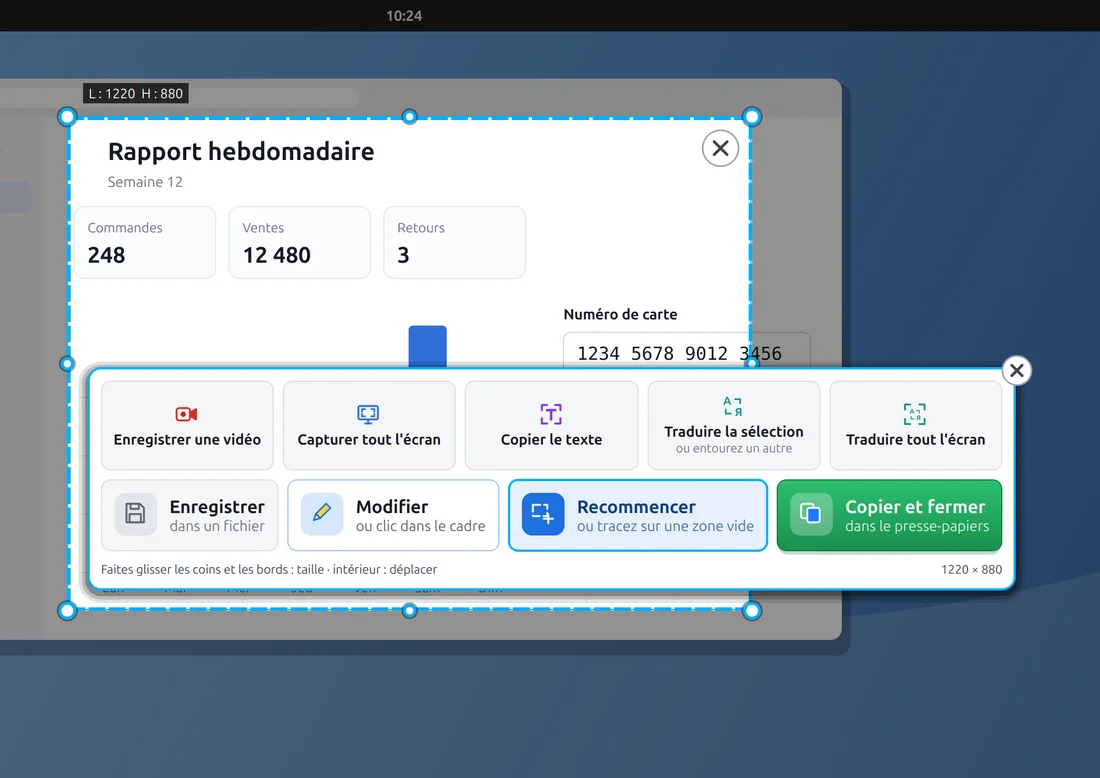 10:24
L : 1220 H : 880
Rapport hebdomadaire
Semaine 12
Commandes
248
Ventes
12 480
Retours
3
Numéro de carte
1234 5678 9012 3456
Enregistrer une vidéo
Capturer tout l'écran
Copier le texte
Traduire la sélection
ou entourez un autre
Traduire tout l'écran
Enregistrer
dans un fichier
Modifier
ou clic dans le cadre
Recommencer
ou tracez sur une zone vide
Copier et fermer
dans le presse-papiers
Faites glisser les coins et les bords : taille · intérieur : déplacer
1220 × 880